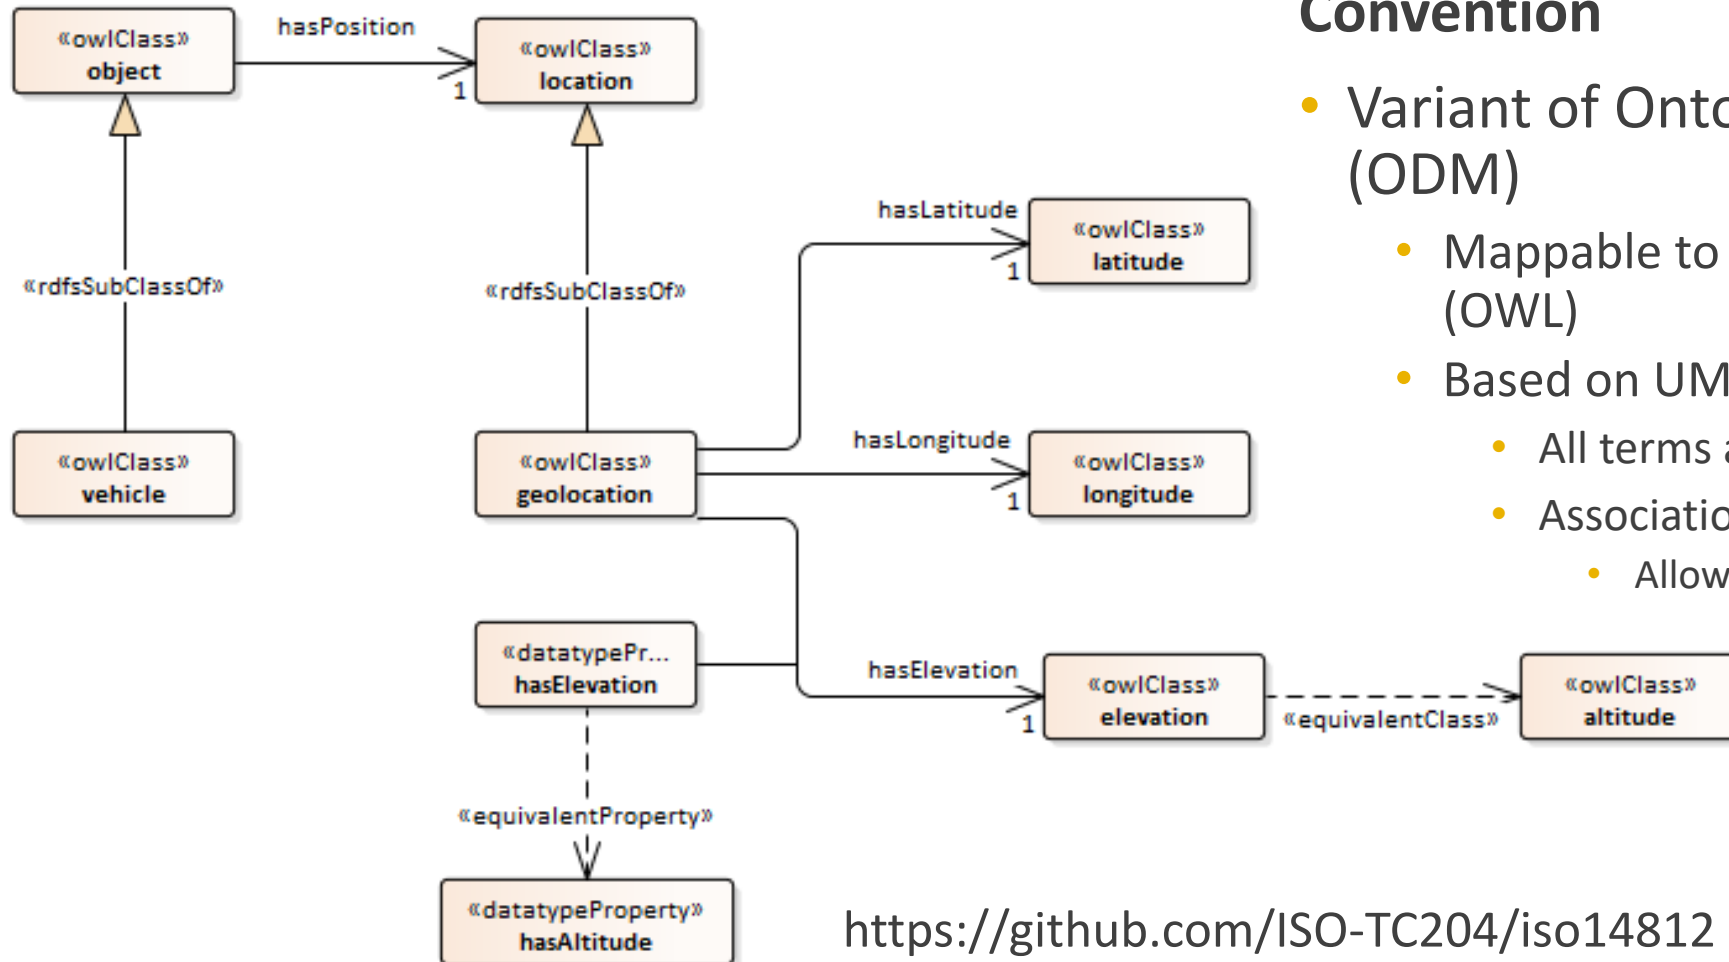 «owlClass»
object
hasPosition
1
«owlClass»
location
«rdfsSubClassOf»
«rdfsSubClassOf»
«owlClass»
vehicle
«owlClass»
geolocation
hasLatitude
1
«owlClass»
latitude
hasLongitude
1
«owlClass»
longitude
«datatypePr...
hasElevation
hasElevation
1
«owlClass»
elevation
«equivalentClass»
«owlClass»
altitude
«equivalentProperty»
«datatypeProperty»
hasAltitude
Convention
• Variant of Onto
(ODM)
• Mappable to
(OWL)
• Based on UM
• All terms a
• Associatio
• Allow
https://github.com/ISO-TC204/iso14812